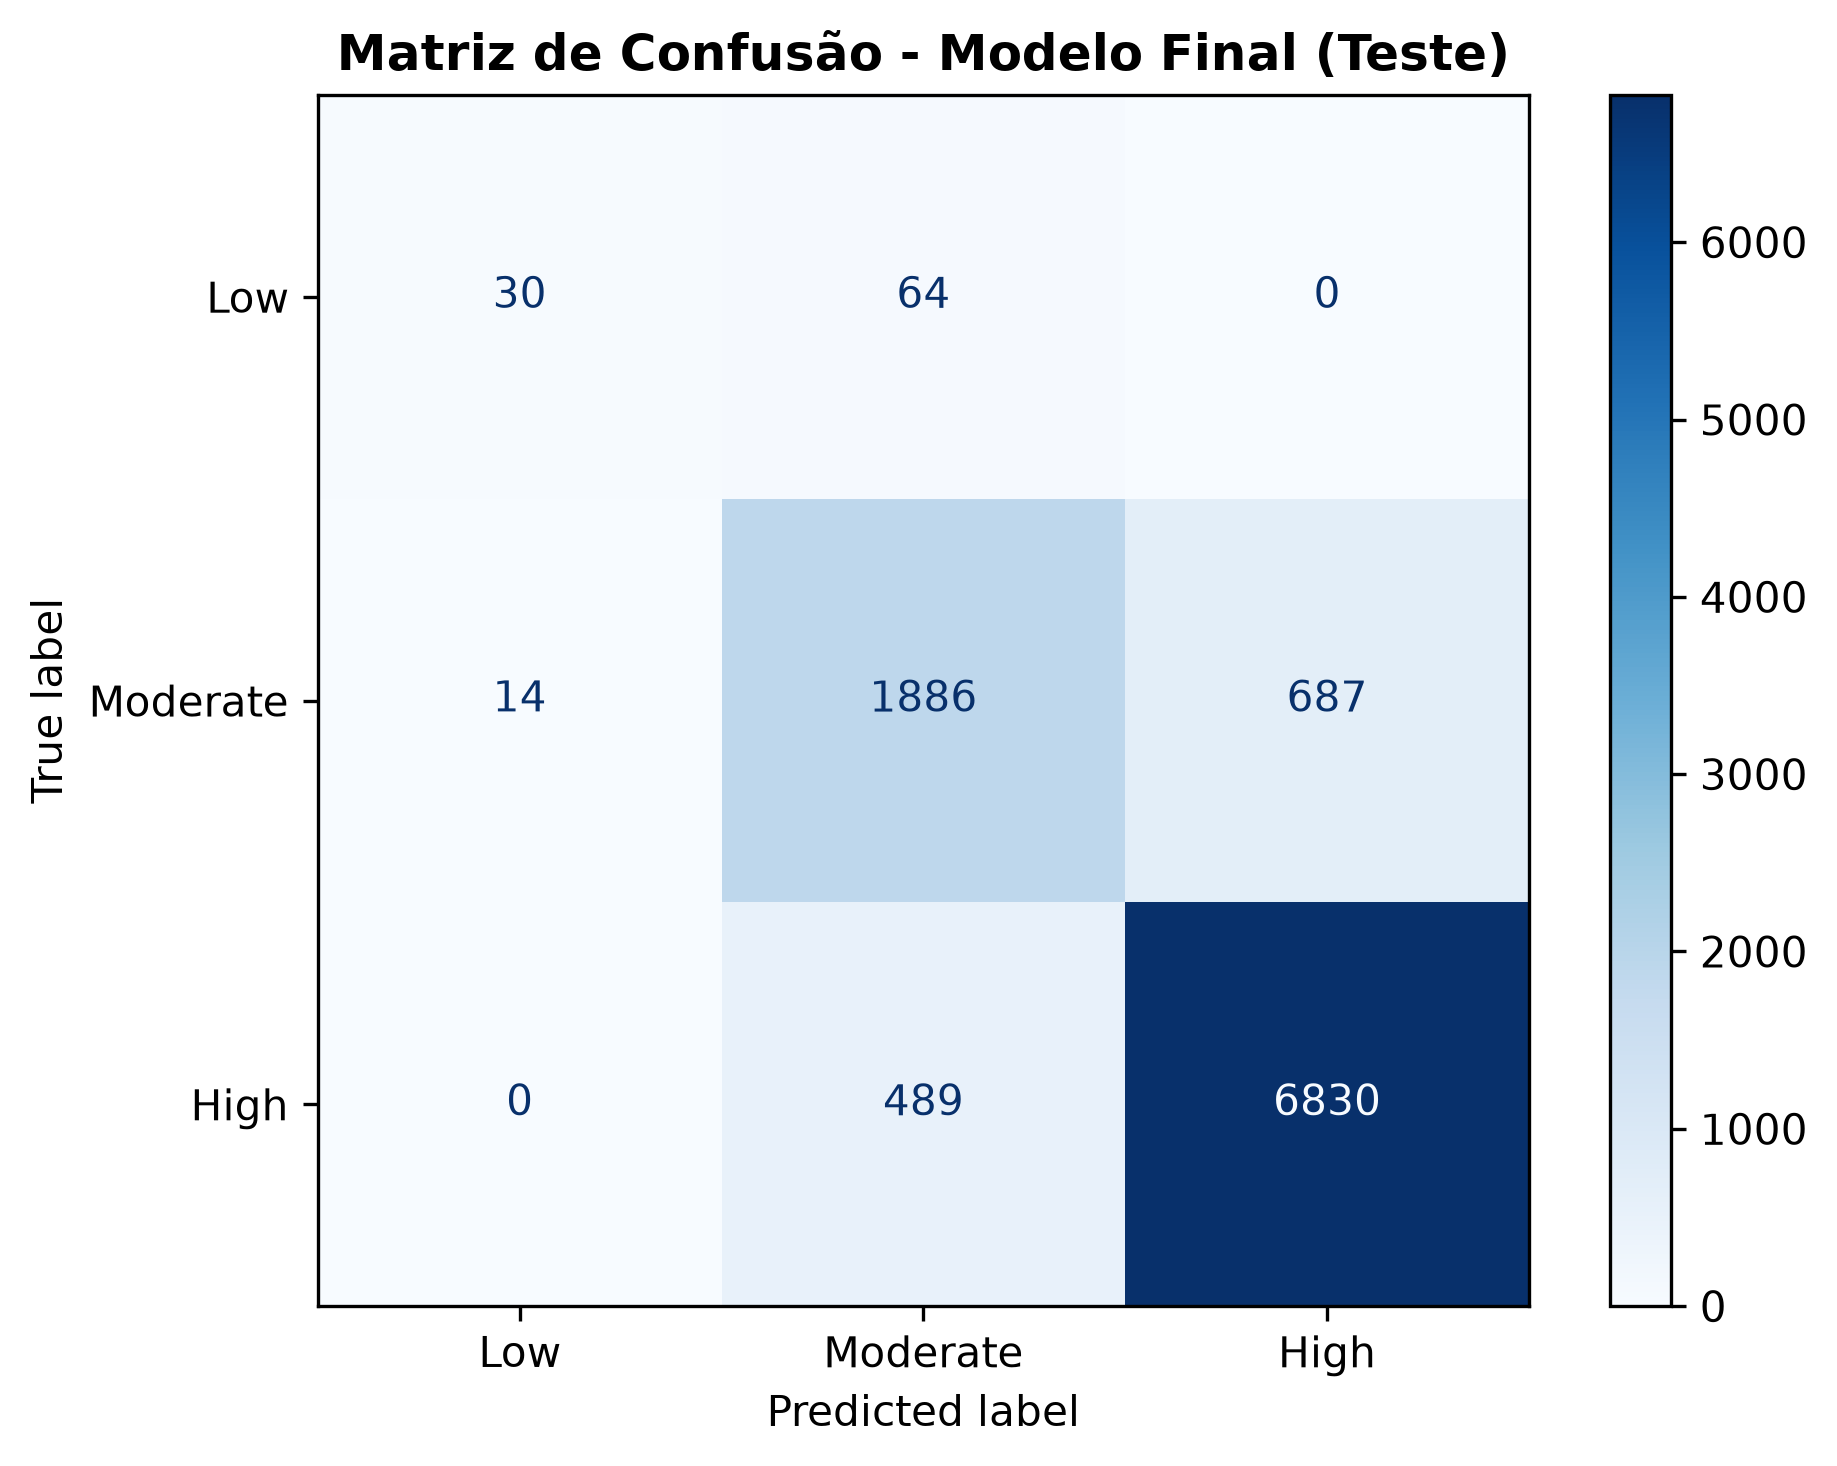 Matriz de Confusão - Modelo Final (Teste)
True label
Low
30
64
0
Moderate
14
1886
687
High
0
489
6830
Low
Moderate
High
Predicted label
6000
5000
4000
3000
2000
1000
0